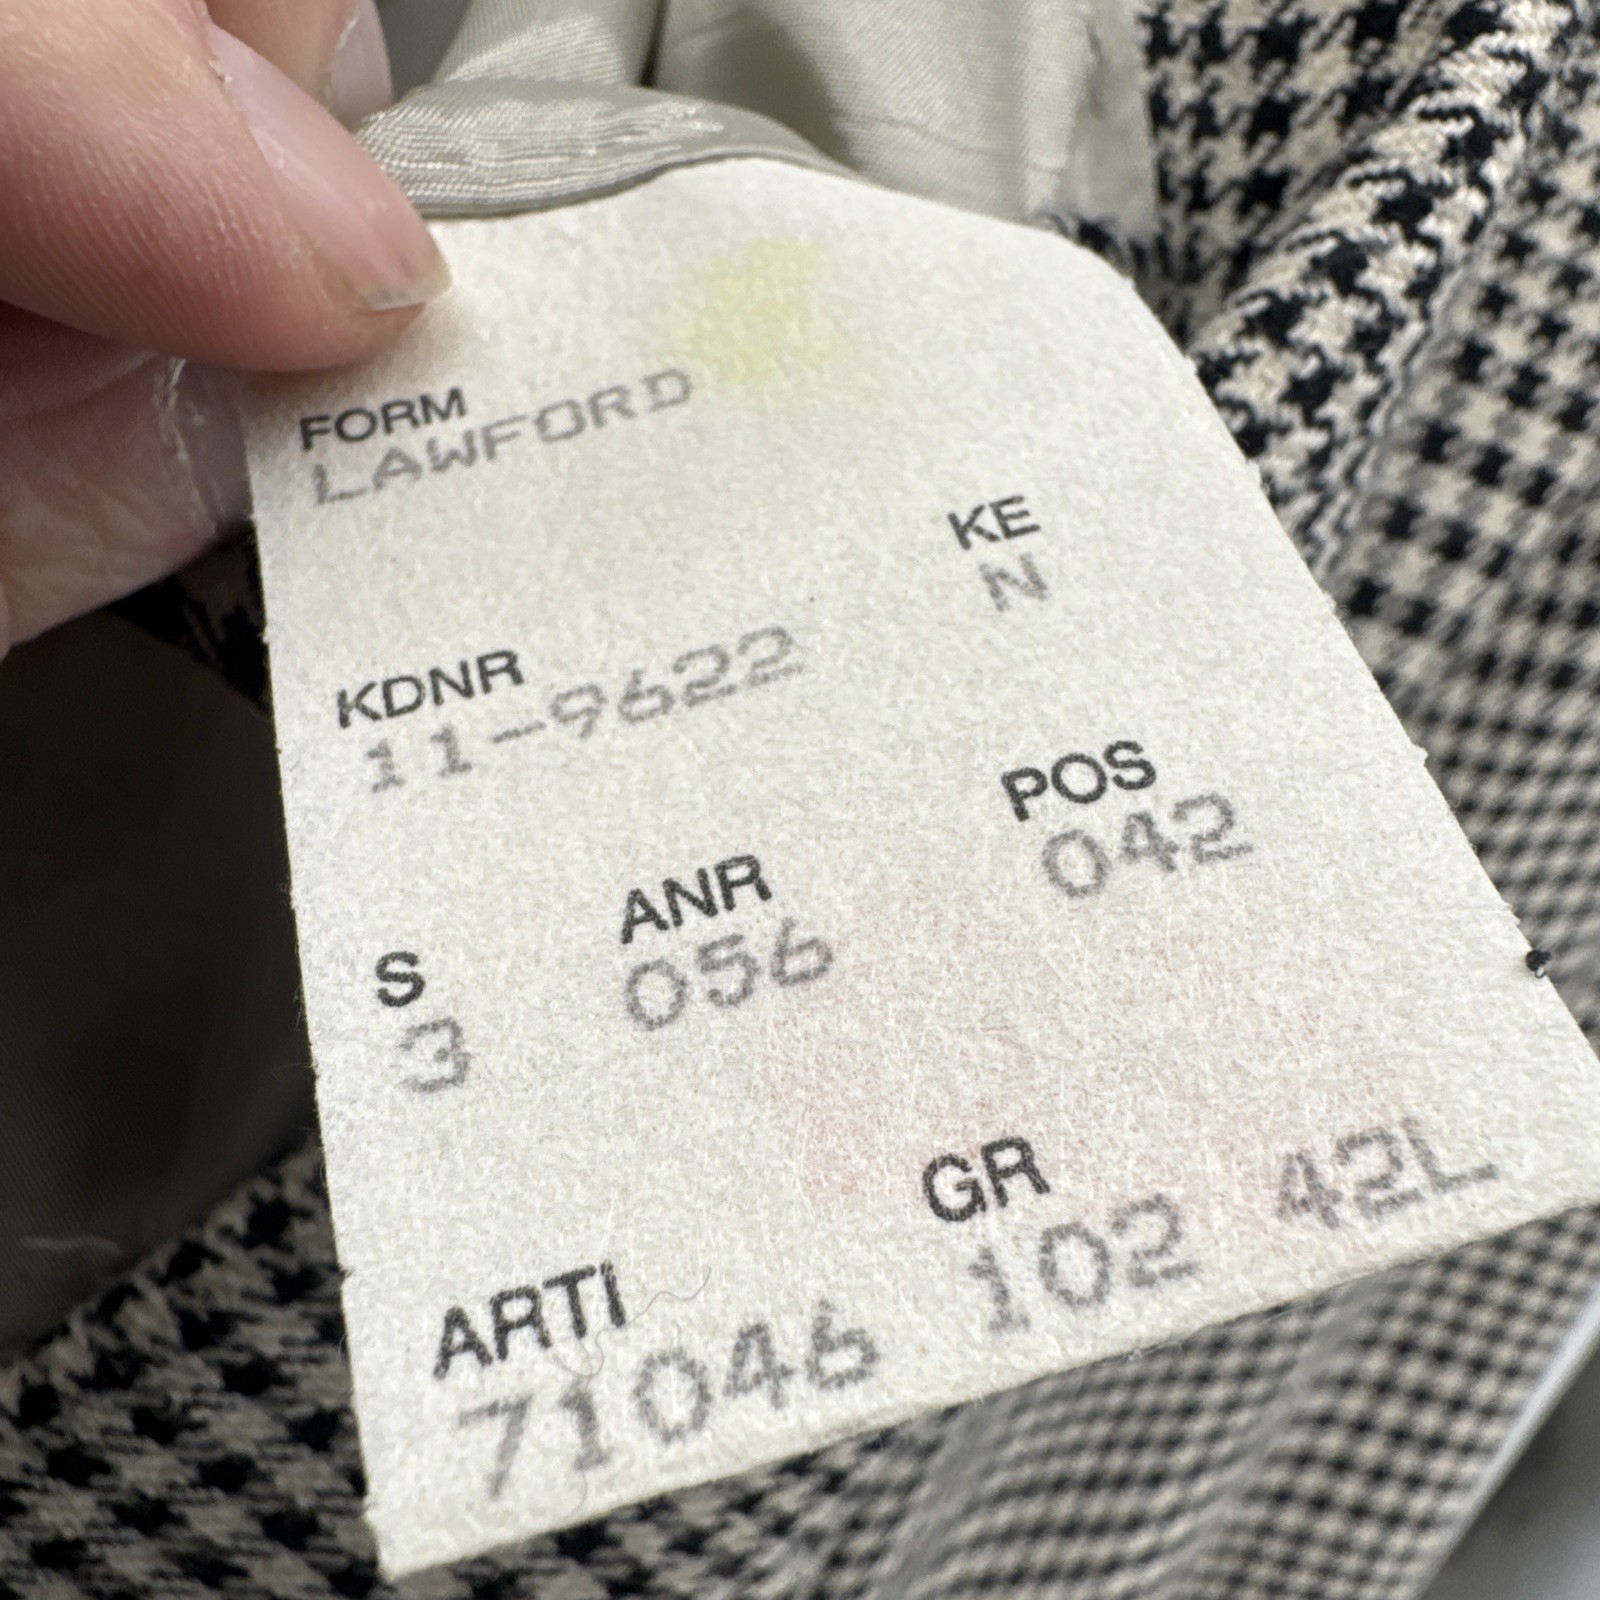 FORM
LAWFORD
KE
N
KDNR
11-9622
POS
042
ANR
056
S
3
GR
102 42L
ARTI
71046